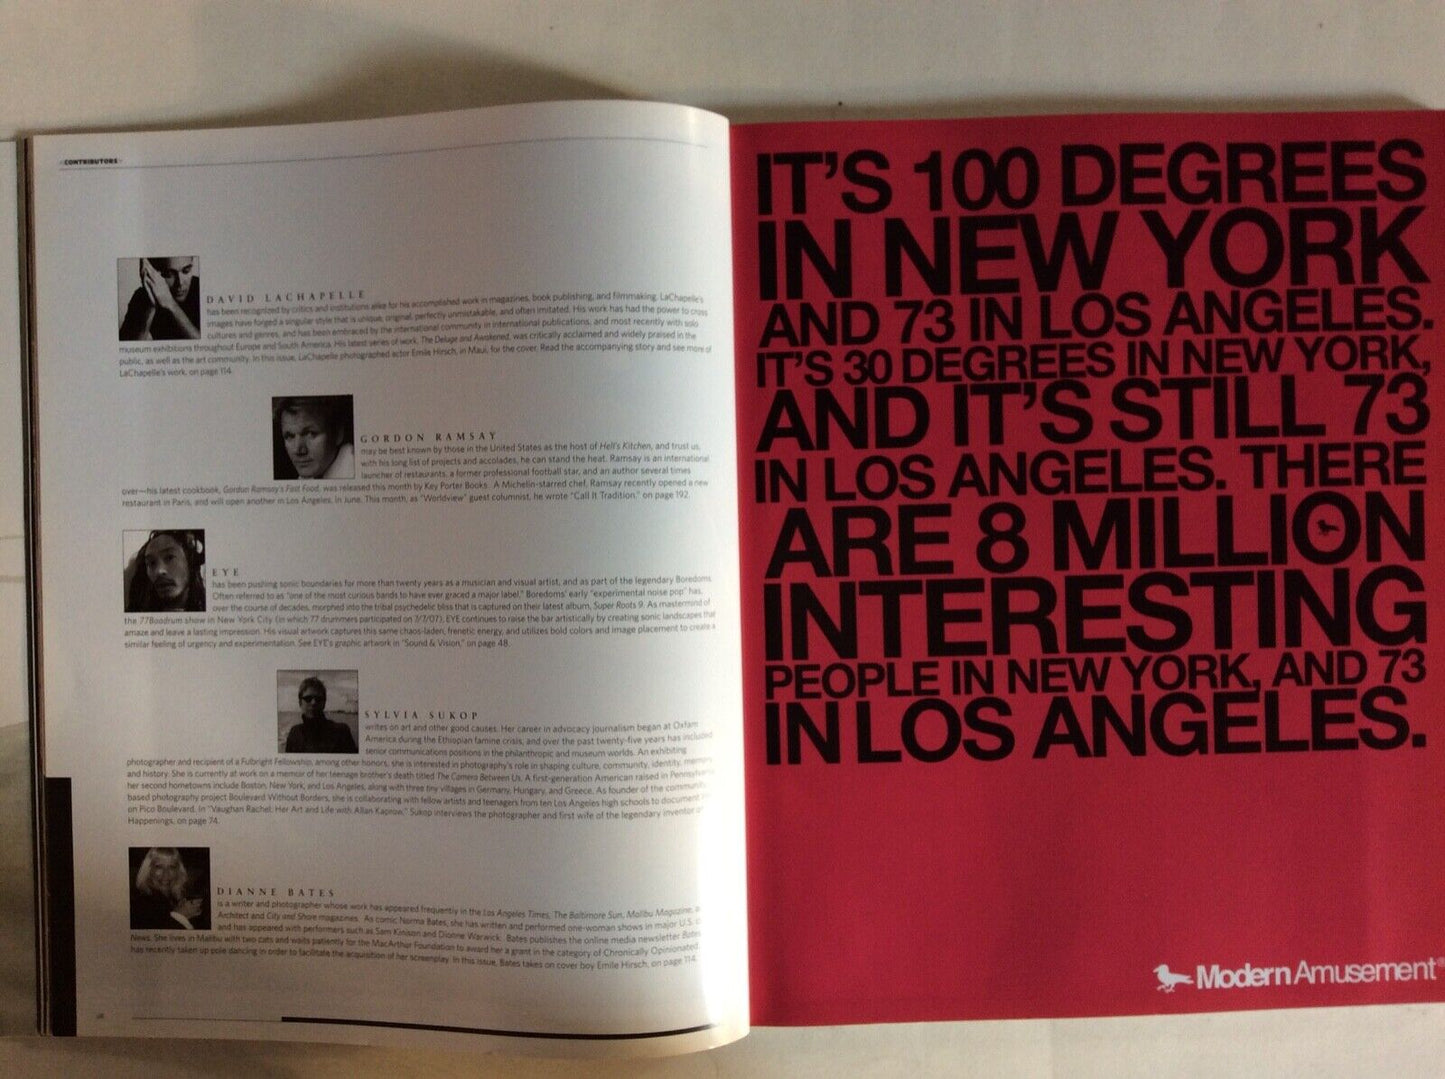 CONTRIBUTORS
DAVID LACHAPELLE
has been recognized by critics and institutions alike for his accomplished work in magazines, book publishing, and filmmaking. LaChapelle's
images have forged a singular style that is unique, original, perfectly unmistakable, and often imitated. His work has had the power to cross
cultures and genres, and has been embraced by the international community in international publications, and most recently with solo
museum exhibitions throughout Europe and South America. His latest series of work, The Deluge and Awakened, was critically acclaimed and widely praised in the
public, as well as the art community. In this issue, LaChapelle photographed actor Emile Hirsch, in Maui, for the cover. Read the accompanying story and see more of
LaChapelle's work, on page 114.
GORDON RAMSAY
may be best known by those in the United States as the host of Hell's Kitchen, and trust us,
with his long list of projects and accolades, he can stand the heat. Ramsay is an international
launcher of restaurants, a former professional football star, and an author several times
over—his latest cookbook, Gordon Ramsay's Fast Food, was released this month by Key Porter Books. A Michelin-starred chef, Ramsay recently opened a new
restaurant in Paris, and will open another in Los Angeles, in June. This month, as "Worldview" guest columnist, he wrote "Call It Tradition," on page 192.
EYE
has been pushing sonic boundaries for more than twenty years as a musician and visual artist, and as part of the legendary Boredoms.
Often referred to as "one of the most curious bands to have ever graced a major label," Boredoms' early "experimental noise pop" has,
over the course of decades, morphed into the tribal psychedelic bliss that is captured on their latest album, Super Roots 9. As mastermind of
the 77Boadrum show in New York City (in which 77 drummers participated on 7/7/07), EYE continues to raise the bar artistically by creating sonic landscapes that
amaze and leave a lasting impression. His visual artwork captures this same chaos-laden, frenetic energy, and utilizes bold colors and image placement to create a
similar feeling of urgency and experimentation. See EYE's graphic artwork in "Sound & Vision," on page 48.
SYLVIA SUKOP
writes on art and other good causes. Her career in advocacy journalism began at Oxfam
America during the Ethiopian famine crisis, and over the past twenty-five years has included
senior communications positions in the philanthropic and museum worlds. An exhibiting
photographer and recipient of a Fulbright Fellowship, among other honors, she is interested in photography's role in shaping culture, community, identity, memory
and history. She is currently at work on a memoir of her teenage brother's death titled The Camera Between Us. A first-generation American raised in Pennsylvania
her second hometowns include Boston, New York, and Los Angeles, along with three tiny villages in Germany, Hungary, and Greece. As founder of the community
based photography project Boulevard Without Borders, she is collaborating with fellow artists and teenagers from ten Los Angeles high schools to document
on Pico Boulevard. In "Vaughan Rachel: Her Art and Life with Allan Kaprow," Sukop interviews the photographer and first wife of the legendary inventor of
Happenings, on page 74.
DIANNE BATES
is a writer and photographer whose work has appeared frequently in the Los Angeles Times, The Baltimore Sun, Malibu Magazine,
Architect and City and Shore magazines. As comic Norma Bates, she has written and performed one-woman shows in major U.S.
and has appeared with performers such as Sam Kinison and Dionne Warwick. Bates publishes the online media newsletter Bates
News. She lives in Malibu with two cats and waits patiently for the MacArthur Foundation to award her a grant in the category of Chronically Opinionated.
has recently taken up pole dancing in order to facilitate the acquisition of her screenplay. In this issue, Bates takes on cover boy Emile Hirsch, on page 114.
IT'S 100 DEGREES
IN NEW YORK
AND 73 IN LOS ANGELES.
IT'S 30 DEGREES IN NEW YORK,
AND IT'S STILL 73
IN LOS ANGELES. THERE
ARE 8 MILLION
INTERESTING
PEOPLE IN NEW YORK, AND 73
IN LOS ANGELES.
Modern Amusement®